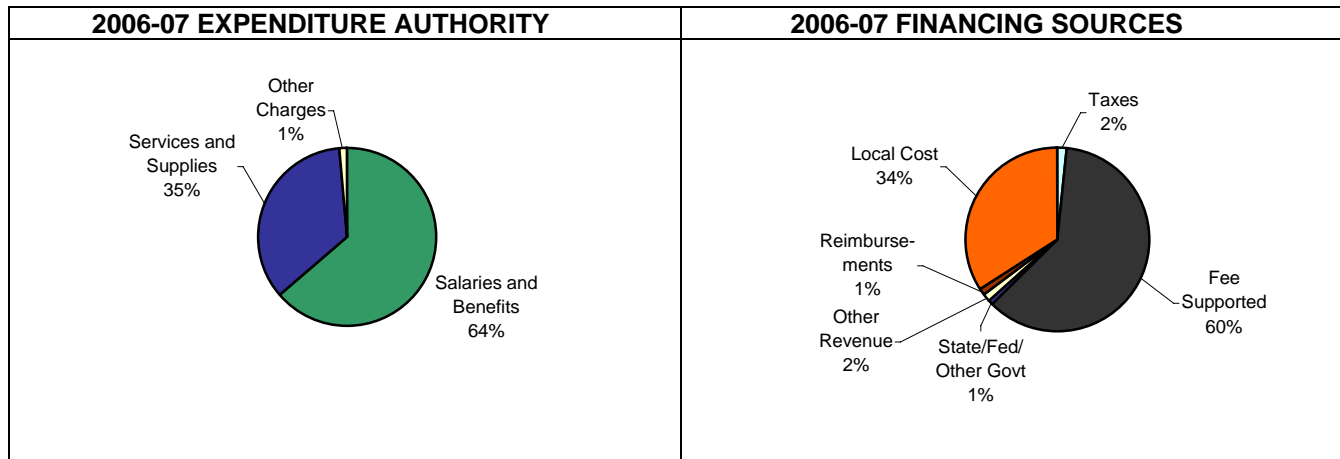 2006-07 EXPENDITURE AUTHORITY
Other
Charges
1%
Services and
Supplies
35%
Salaries and
Benefits
64%
2006-07 FINANCING SOURCES
Taxes
2%
Local Cost
34%
Reimburse-
ments
1%
Other
Revenue
2%
State/Fed/
Other Govt
1%
Fee
Supported
60%